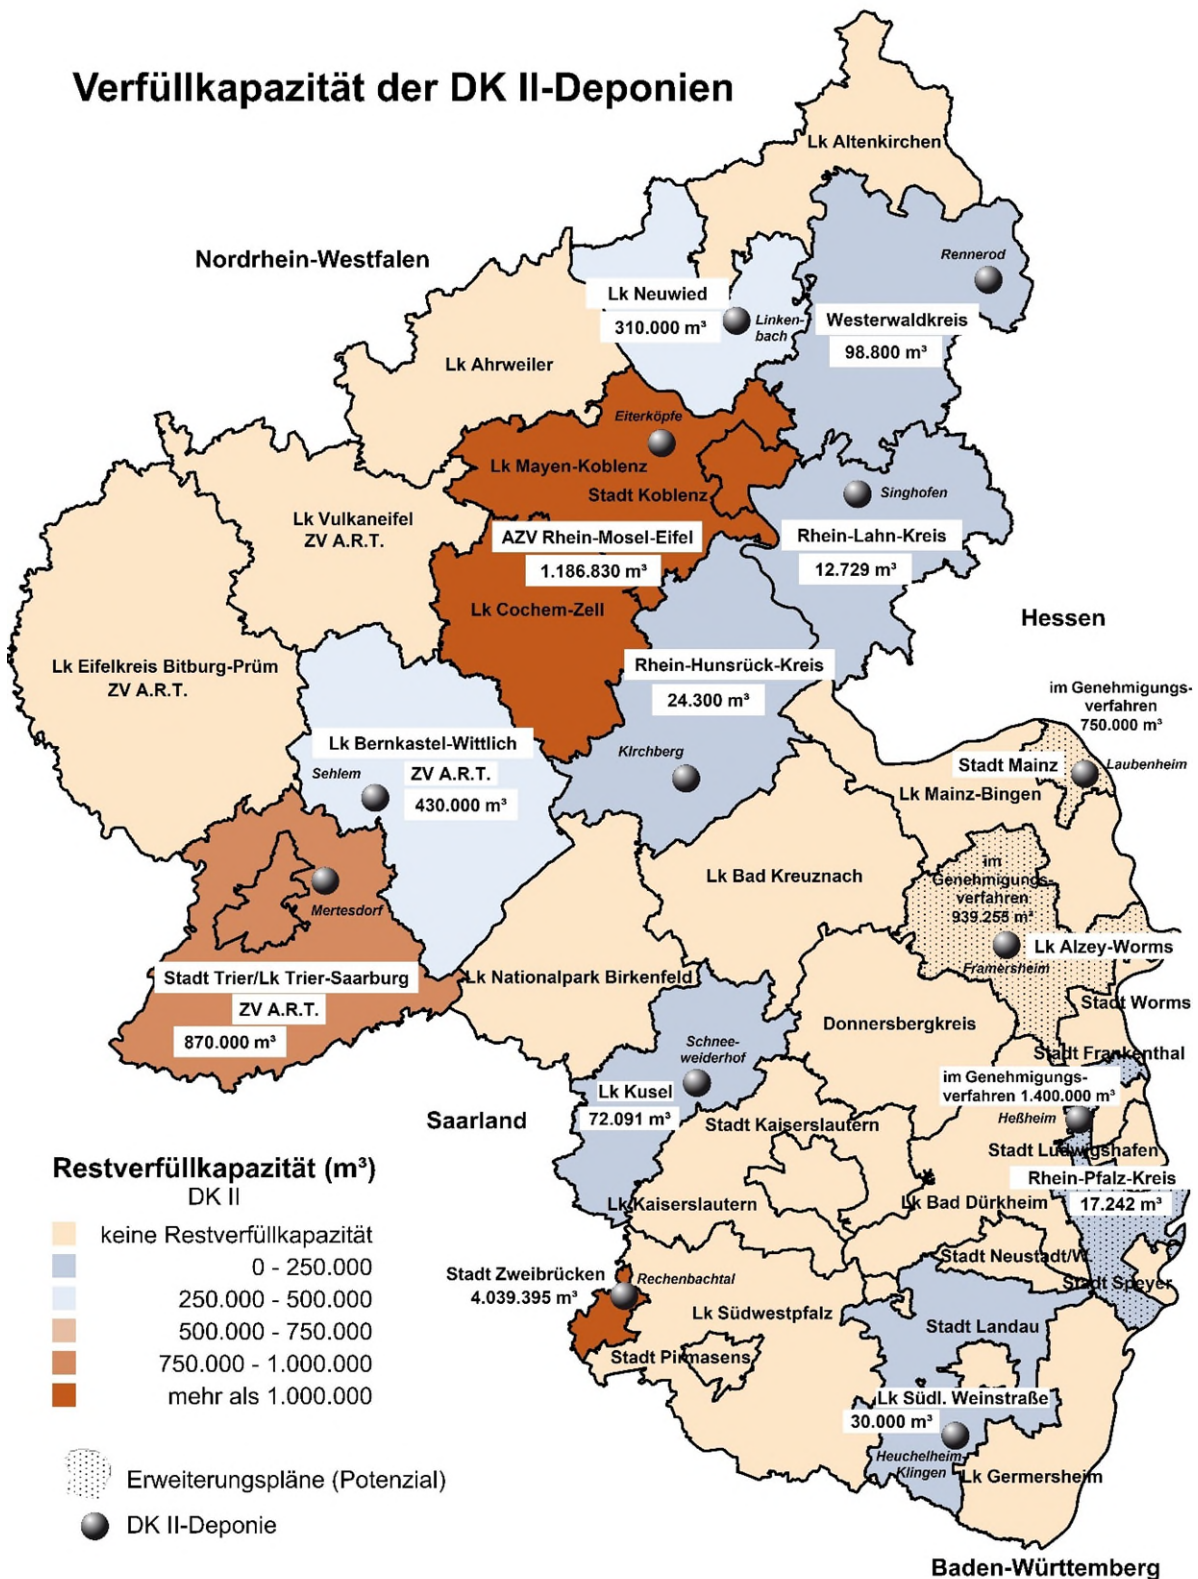 Verfüllkapazität der DK II-Deponien
Lk Altenkirchen
Nordrhein-Westfalen
Rennerod
Lk Neuwied
310.000 m³
Linken-
bach
Westerwaldkreis
98.800 m³
Lk Ahrweiler
Eiterköpfe
Lk Mayen-Koblenz
Stadt Koblenz
Singhofen
Lk Vulkaneifel
ZV A.R.T.
AZV Rhein-Mosel-Eifel
1.186.830 m³
Rhein-Lahn-Kreis
12.729 m³
Lk Cochem-Zell
Hessen
Lk Eifelkreis Bitburg-Prüm
ZV A.R.T.
Rhein-Hunsrück-Kreis
24.300 m³
im Genehmigungs-
verfahren
750.000 m³
Lk Bernkastel-Wittlich
ZV A.R.T.
430.000 m³
Sehlem
KIrchberg
Stadt Mainz
Laubenheim
Lk Mainz-Bingen
Lk Bad Kreuznach
im
Genehmigungs-
verfahren
939.255 m³
Mertesdorf
Lk Alzey-Worms
Framersheim
Stadt Trier/Lk Trier-Saarburg
ZV A.R.T.
870.000 m³
Lk Nationalpark Birkenfeld
Stadt Worms
Donnersbergkreis
Schnee-
weiderhof
Stadt Frankenthal
im Genehmigungs-
verfahren 1.400.000 m³
Lk Kusel
72.091 m³
Heßheim
Saarland
Stadt Kaiserslautern
Stadt Ludwigshafen
Rhein-Pfalz-Kreis
17.242 m³
Lk Kaiserslautern
Lk Bad Dürkheim
Stadt Neustadt/W.
Stadt Speyer
Stadt Zweibrücken
4.039.395 m³
Rechenbachtal
Lk Südwestpfalz
Stadt Landau
Stadt Pirmasens
Lk Südl. Weinstraße
30.000 m³
Heuchelheim-
Klingen
Lk Germersheim
Baden-Württemberg
Restverfüllkapazität (m³)
DK II
keine Restverfüllkapazität
0 - 250.000
250.000 - 500.000
500.000 - 750.000
750.000 - 1.000.000
mehr als 1.000.000
Erweiterungspläne (Potenzial)
DK II-Deponie